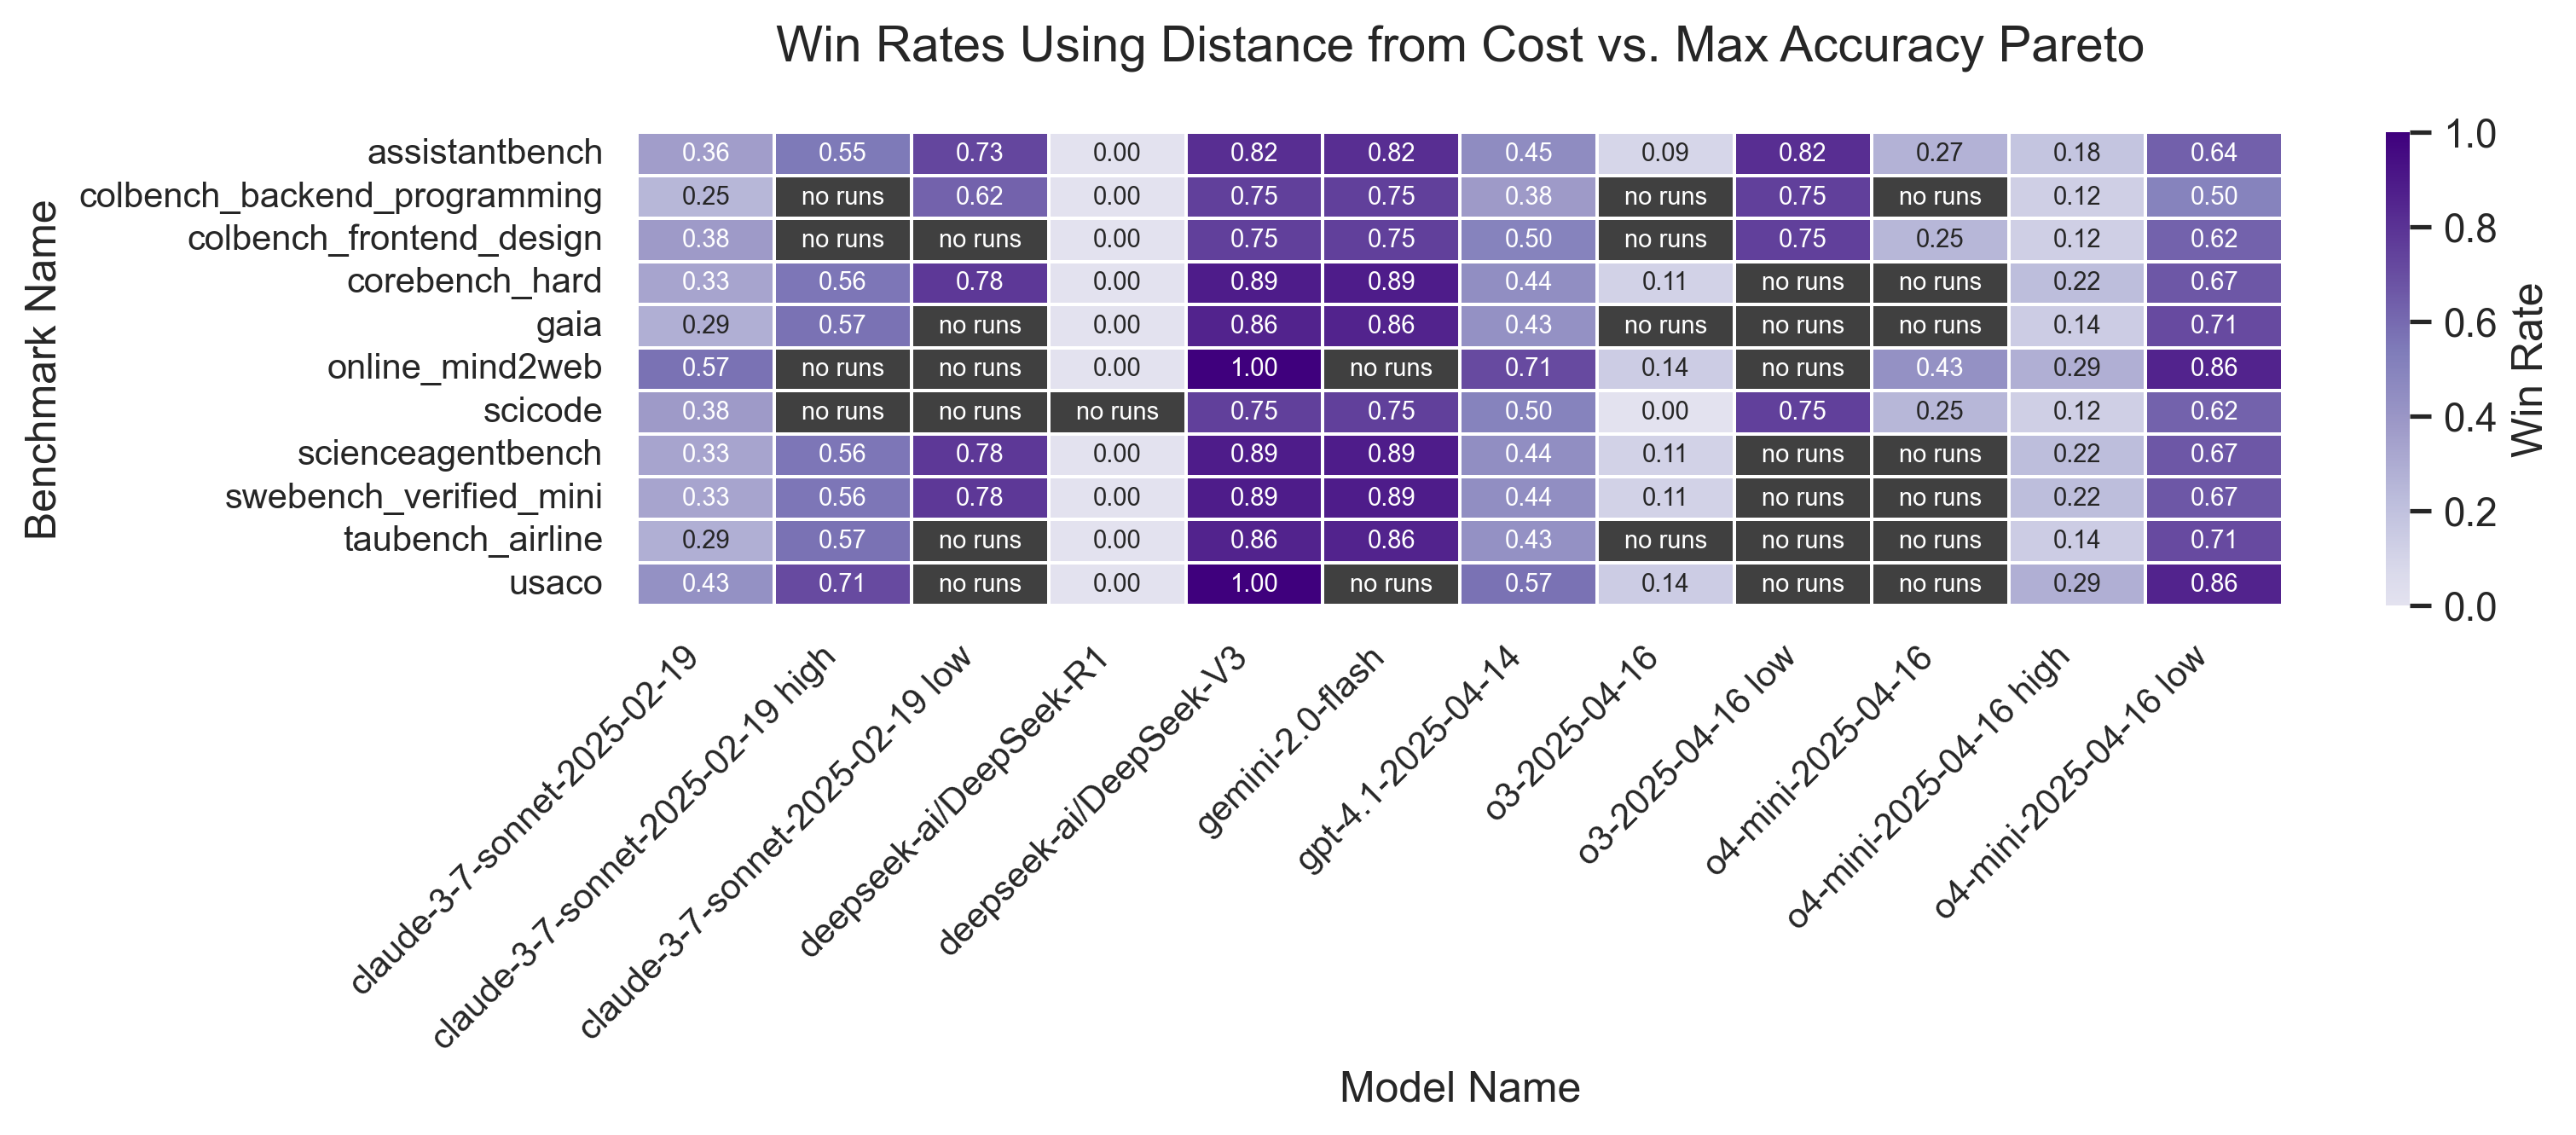 Win Rates Using Distance from Cost vs. Max Accuracy Pareto
Benchmark Name
assistantbench 0.36 0.55 0.73 0.00 0.82 0.82 0.45 0.09 0.82 0.27 0.18 0.64
colbench_backend_programming 0.25 no runs 0.62 0.00 0.75 0.75 0.38 no runs 0.75 no runs 0.12 0.50
colbench_frontend_design 0.38 no runs no runs 0.00 0.75 0.75 0.50 no runs 0.75 0.25 0.12 0.62
corebench_hard 0.33 0.56 0.78 0.00 0.89 0.89 0.44 0.11 no runs no runs 0.22 0.67
gaia 0.29 0.57 no runs 0.00 0.86 0.86 0.43 no runs no runs no runs 0.14 0.71
online_mind2web 0.57 no runs no runs 0.00 1.00 no runs 0.71 0.14 no runs 0.43 0.29 0.86
scicode 0.38 no runs no runs no runs 0.75 0.75 0.50 0.00 0.75 0.25 0.12 0.62
scienceagentbench 0.33 0.56 0.78 0.00 0.89 0.89 0.44 0.11 no runs no runs 0.22 0.67
swebench_verified_mini 0.33 0.56 0.78 0.00 0.89 0.89 0.44 0.11 no runs no runs 0.22 0.67
taubench_airline 0.29 0.57 no runs 0.00 0.86 0.86 0.43 no runs no runs no runs 0.14 0.71
usaco 0.43 0.71 no runs 0.00 1.00 no runs 0.57 0.14 no runs no runs 0.29 0.86
claude-3-7-sonnet-2025-02-19
claude-3-7-sonnet-2025-02-19 high
claude-3-7-sonnet-2025-02-19 low
deepseek-ai/DeepSeek-R1
deepseek-ai/DeepSeek-V3
gemini-2.0-flash
gpt-4.1-2025-04-14
o3-2025-04-16
o3-2025-04-16 low
o4-mini-2025-04-16
o4-mini-2025-04-16 high
o4-mini-2025-04-16 low
Model Name
1.0
0.8
0.6
0.4
0.2
0.0
Win Rate